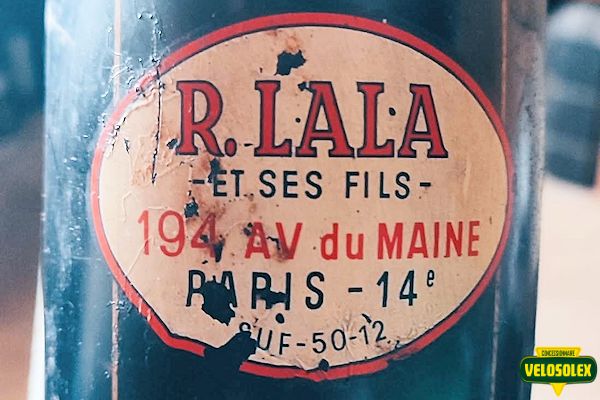 R. LALA
- ET SES FILS -
194 AV du MAINE
PARIS - 14e
SUF-50-12
CONCESSIONNAIRE
VELOSOLEX